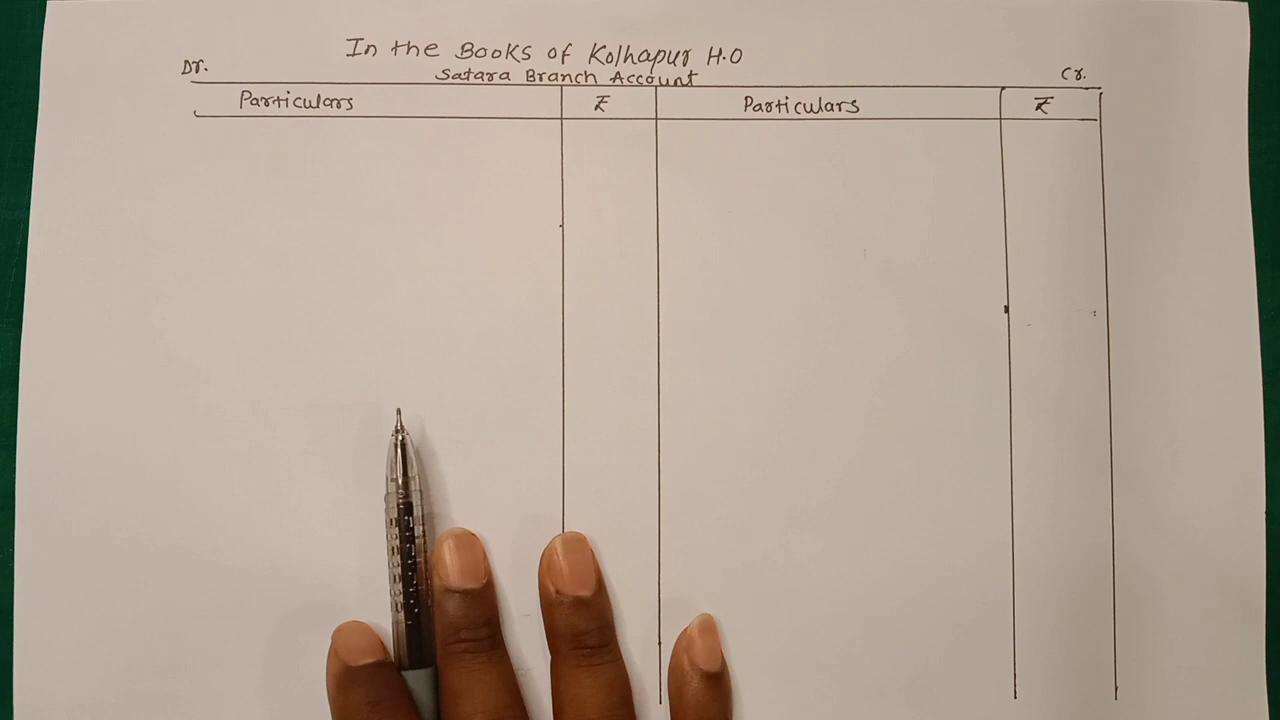 In the Books of Kolhapur H.O
Dr. Satara Branch Account Cr.
Particulars ₹ Particulars ₹